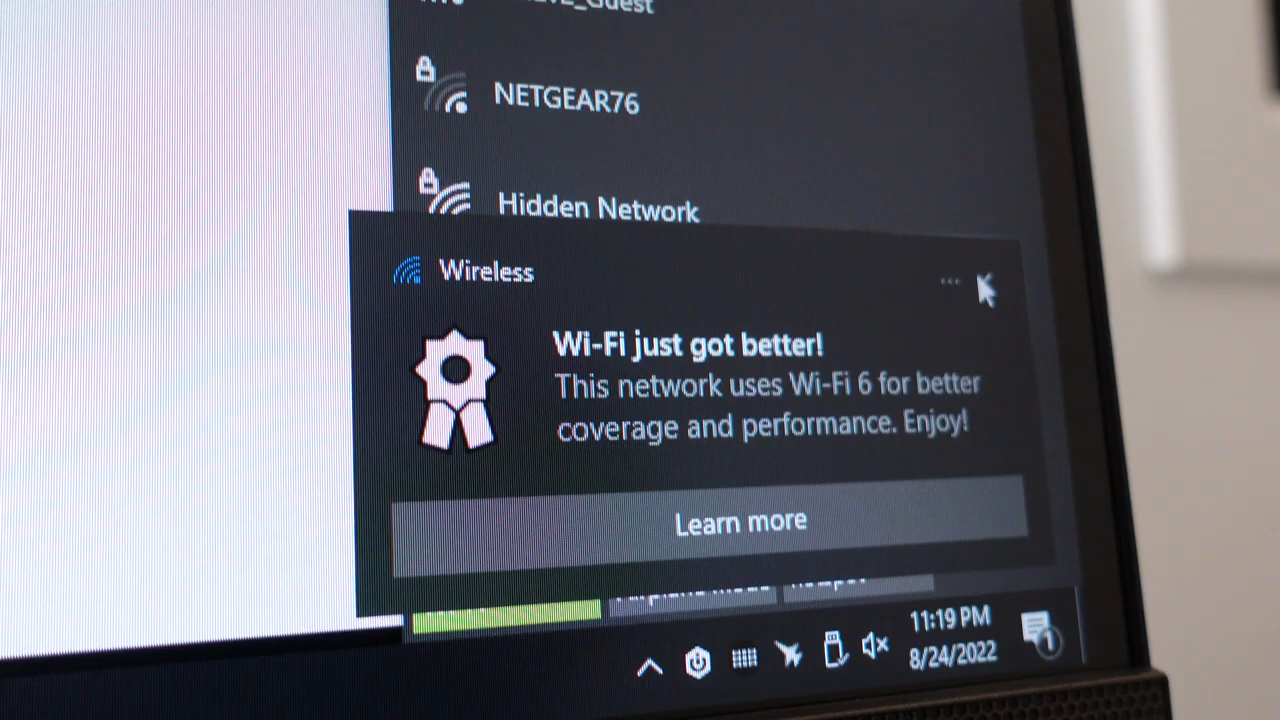 NETGEAR76
Hidden Network
Wireless
Wi-Fi just got better!
This network uses Wi-Fi 6 for better
coverage and performance. Enjoy!
Learn more
11:19 PM
8/24/2022
1